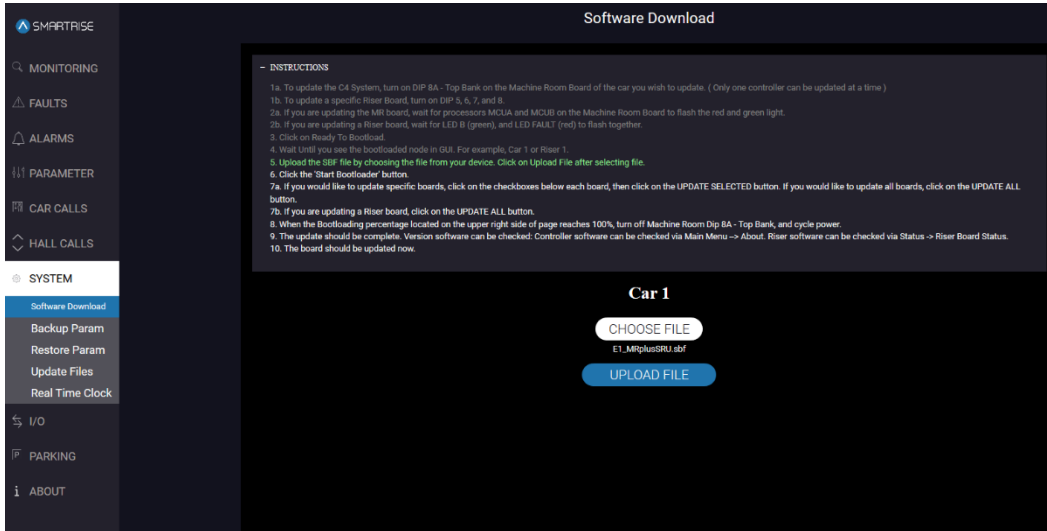 Software Download
SMARTRISE
MONITORING
FAULTS
ALARMS
PARAMETER
CAR CALLS
HALL CALLS
SYSTEM
Software Download
Backup Param
Restore Param
Update Files
Real Time Clock
I/O
PARKING
ABOUT
– INSTRUCTIONS
1a. To update the C4 System, turn on DIP 8A - Top Bank on the Machine Room Board of the car you wish to update. ( Only one controller can be updated at a time )
1b. To update a specific Riser Board, turn on DIP 5, 6, 7, and 8.
2a. If you are updating the MR board, wait for processors MCUA and MCUB on the Machine Room Board to flash the red and green light.
2b. If you are updating a Riser board, wait for LED B (green), and LED FAULT (red) to flash together.
3. Click on Ready To Bootload.
4. Wait Until you see the bootloaded node in GUI. For example, Car 1 or Riser 1.
5. Upload the SBF file by choosing the file from your device. Click on Upload File after selecting file.
6. Click the 'Start Bootloader' button.
7a. If you would like to update specific boards, click on the checkboxes below each board, then click on the UPDATE SELECTED button. If you would like to update all boards, click on the UPDATE ALL
button.
7b. If you are updating a Riser board, click on the UPDATE ALL button.
8. When the Bootloading percentage located on the upper right side of page reaches 100%, turn off Machine Room Dip 8A - Top Bank, and cycle power.
9. The update should be complete. Version software can be checked: Controller software can be checked via Main Menu –> About. Riser software can be checked via Status -> Riser Board Status.
10. The board should be updated now.
Car 1
CHOOSE FILE
E1_MRplusSRU.sbf
UPLOAD FILE